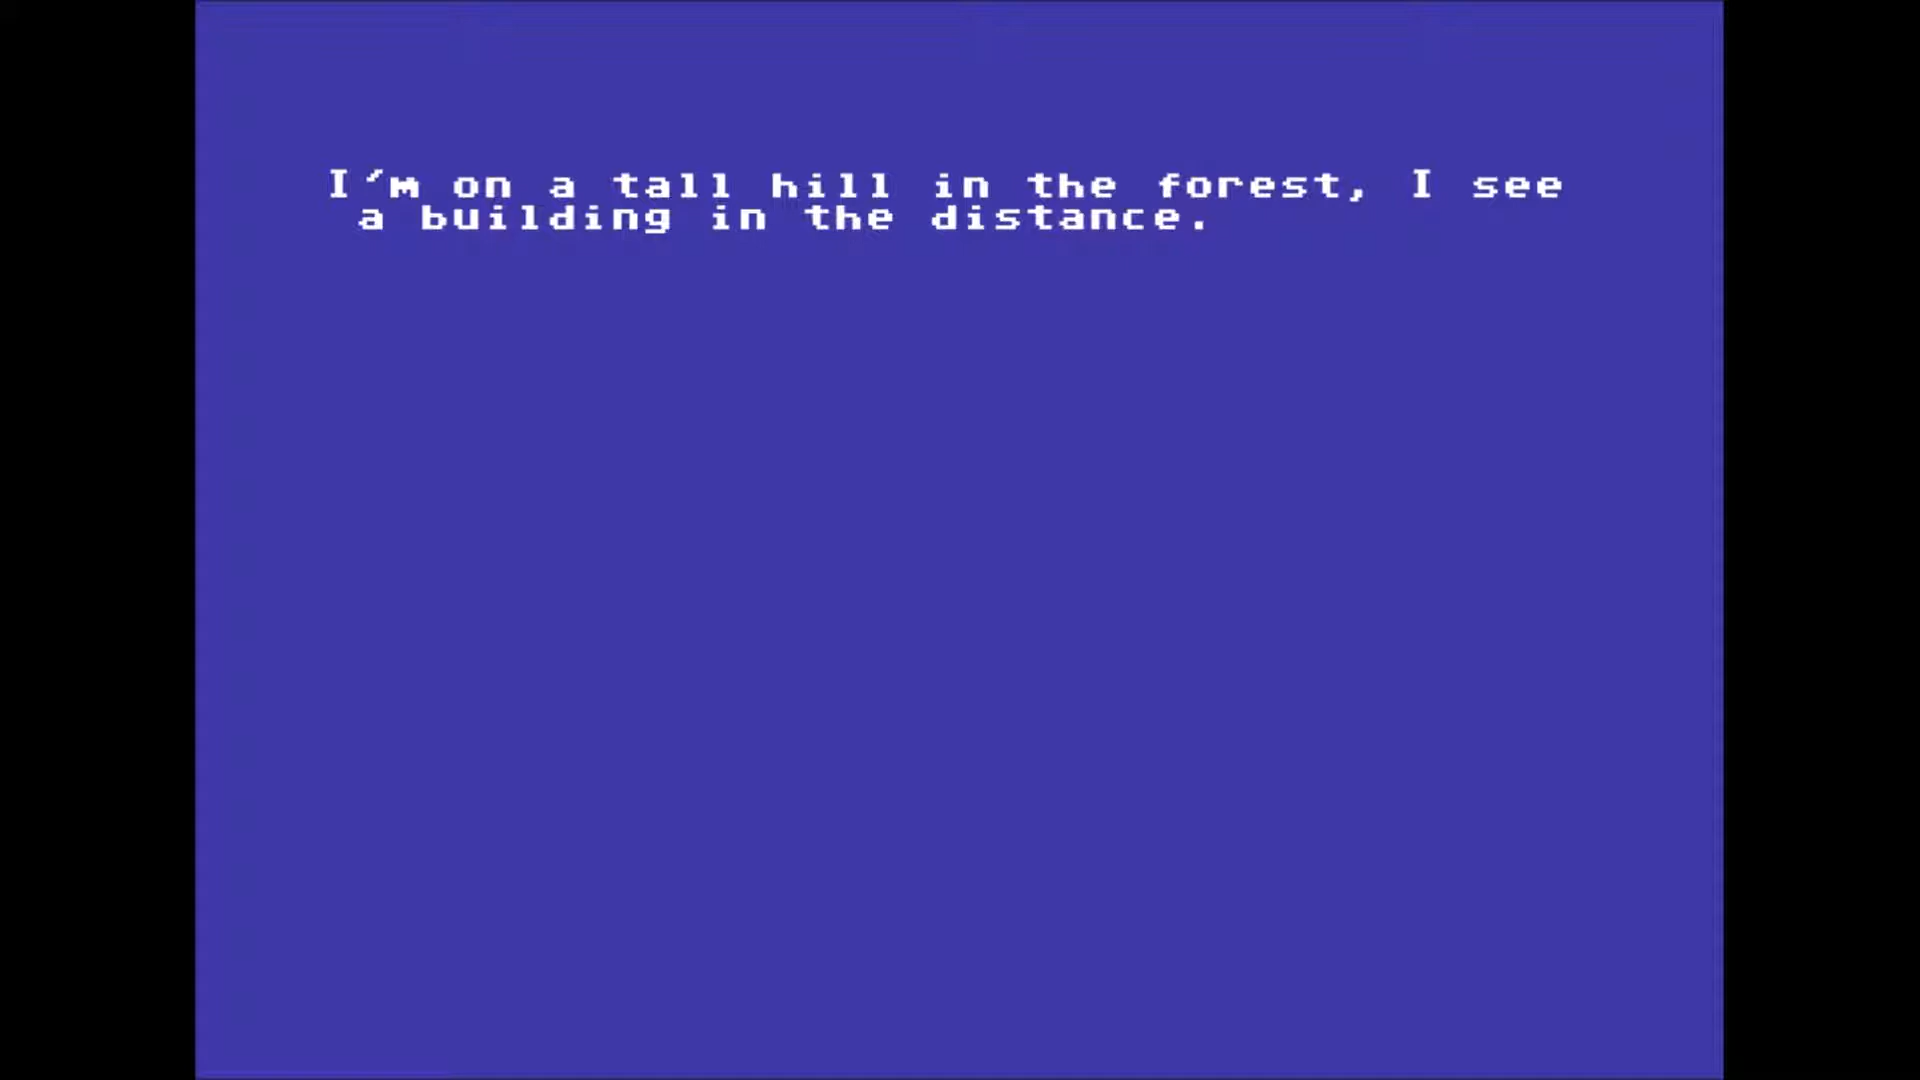 I'm on a tall hill in the forest, I see
a building in the distance.